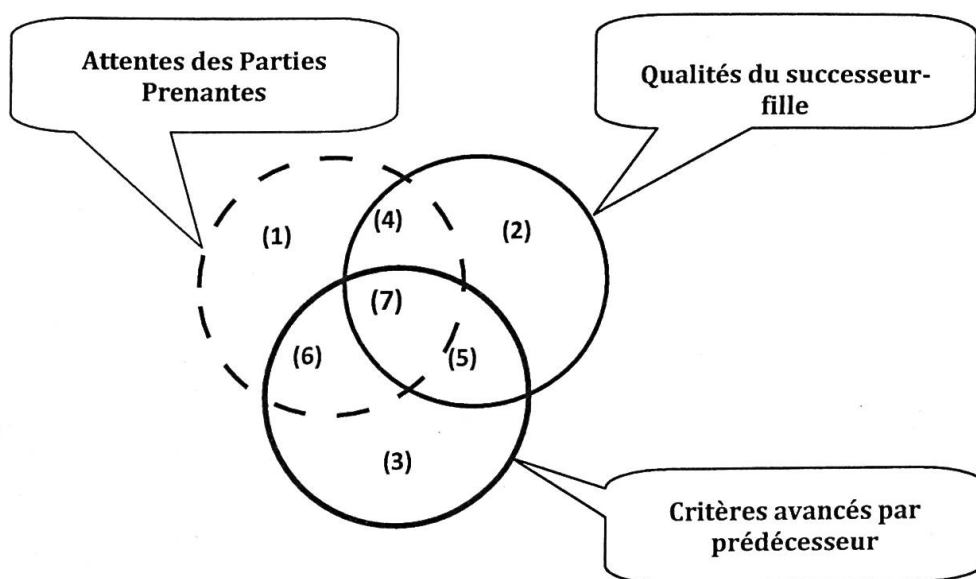 Attentes des Parties
Prenantes
Qualités du successeur-
fille
(1)
(4)
(2)
(7)
(6)
(5)
(3)
Critères avancés par
prédécesseur